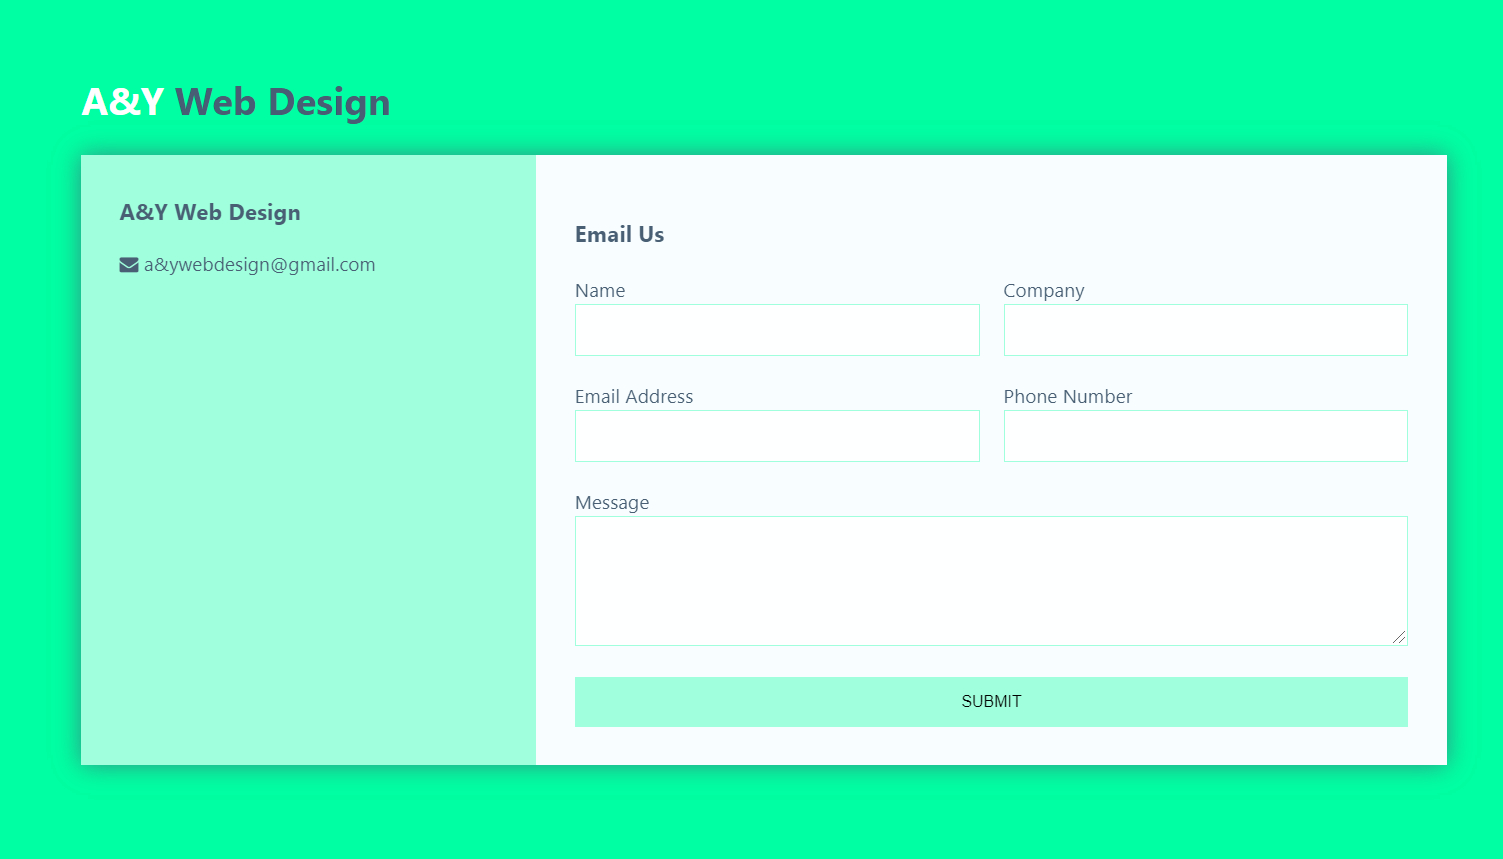 A&Y Web Design
A&Y Web Design
a&ywebdesign@gmail.com
Email Us
Name
Company
Email Address
Phone Number
Message
SUBMIT